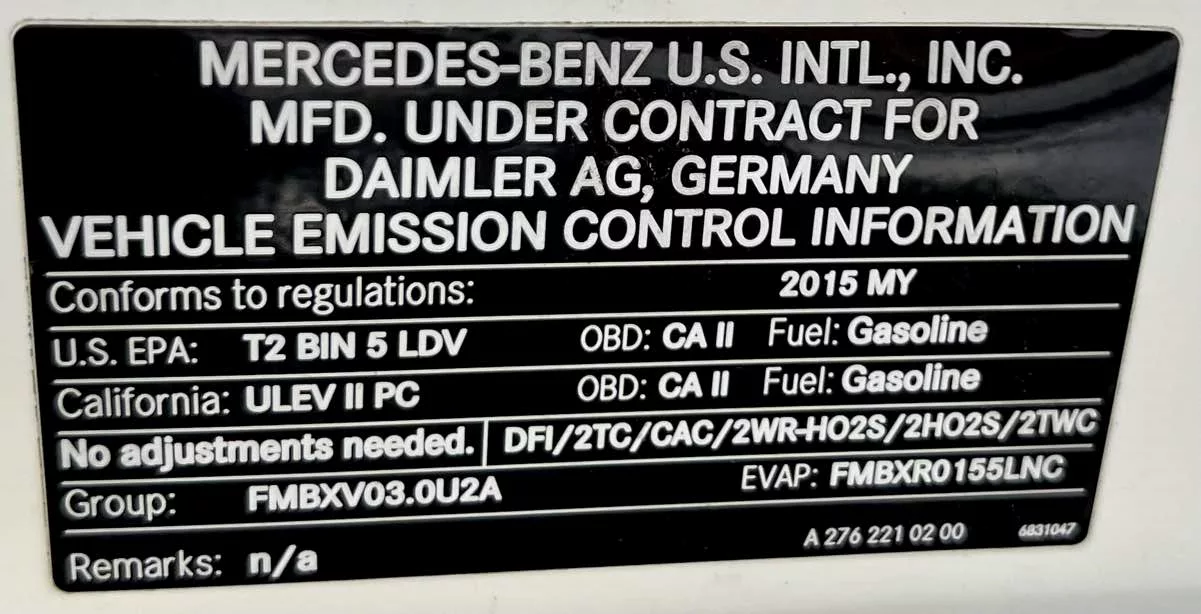 MERCEDES-BENZ U.S. INTL., INC.
MFD. UNDER CONTRACT FOR
DAIMLER AG, GERMANY
VEHICLE EMISSION CONTROL INFORMATION
Conforms to regulations: 2015 MY
U.S. EPA: T2 BIN 5 LDV OBD: CA II Fuel: Gasoline
California: ULEV II PC OBD: CA II Fuel: Gasoline
No adjustments needed. DFI/2TC/CAC/2WR-HO2S/2HO2S/2TWC
Group: FMBXV03.0U2A EVAP: FMBXR0155LNC
Remarks: n/a A 276 221 02 00 6831047